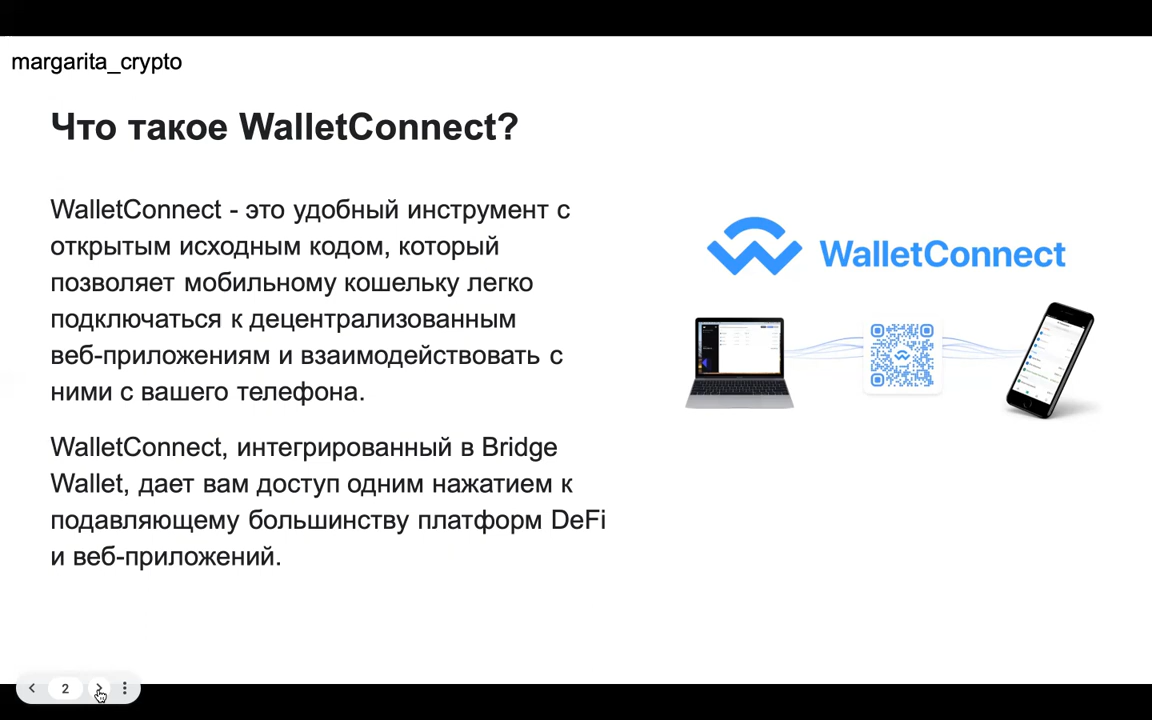 margarita_crypto
Что такое WalletConnect?
WalletConnect - это удобный инструмент с
открытым исходным кодом, который
позволяет мобильному кошельку легко
подключаться к децентрализованным
веб-приложениям и взаимодействовать с
ними с вашего телефона.
WalletConnect, интегрированный в Bridge
Wallet, дает вам доступ одним нажатием к
подавляющему большинству платформ DeFi
и веб-приложений.
WalletConnect
2